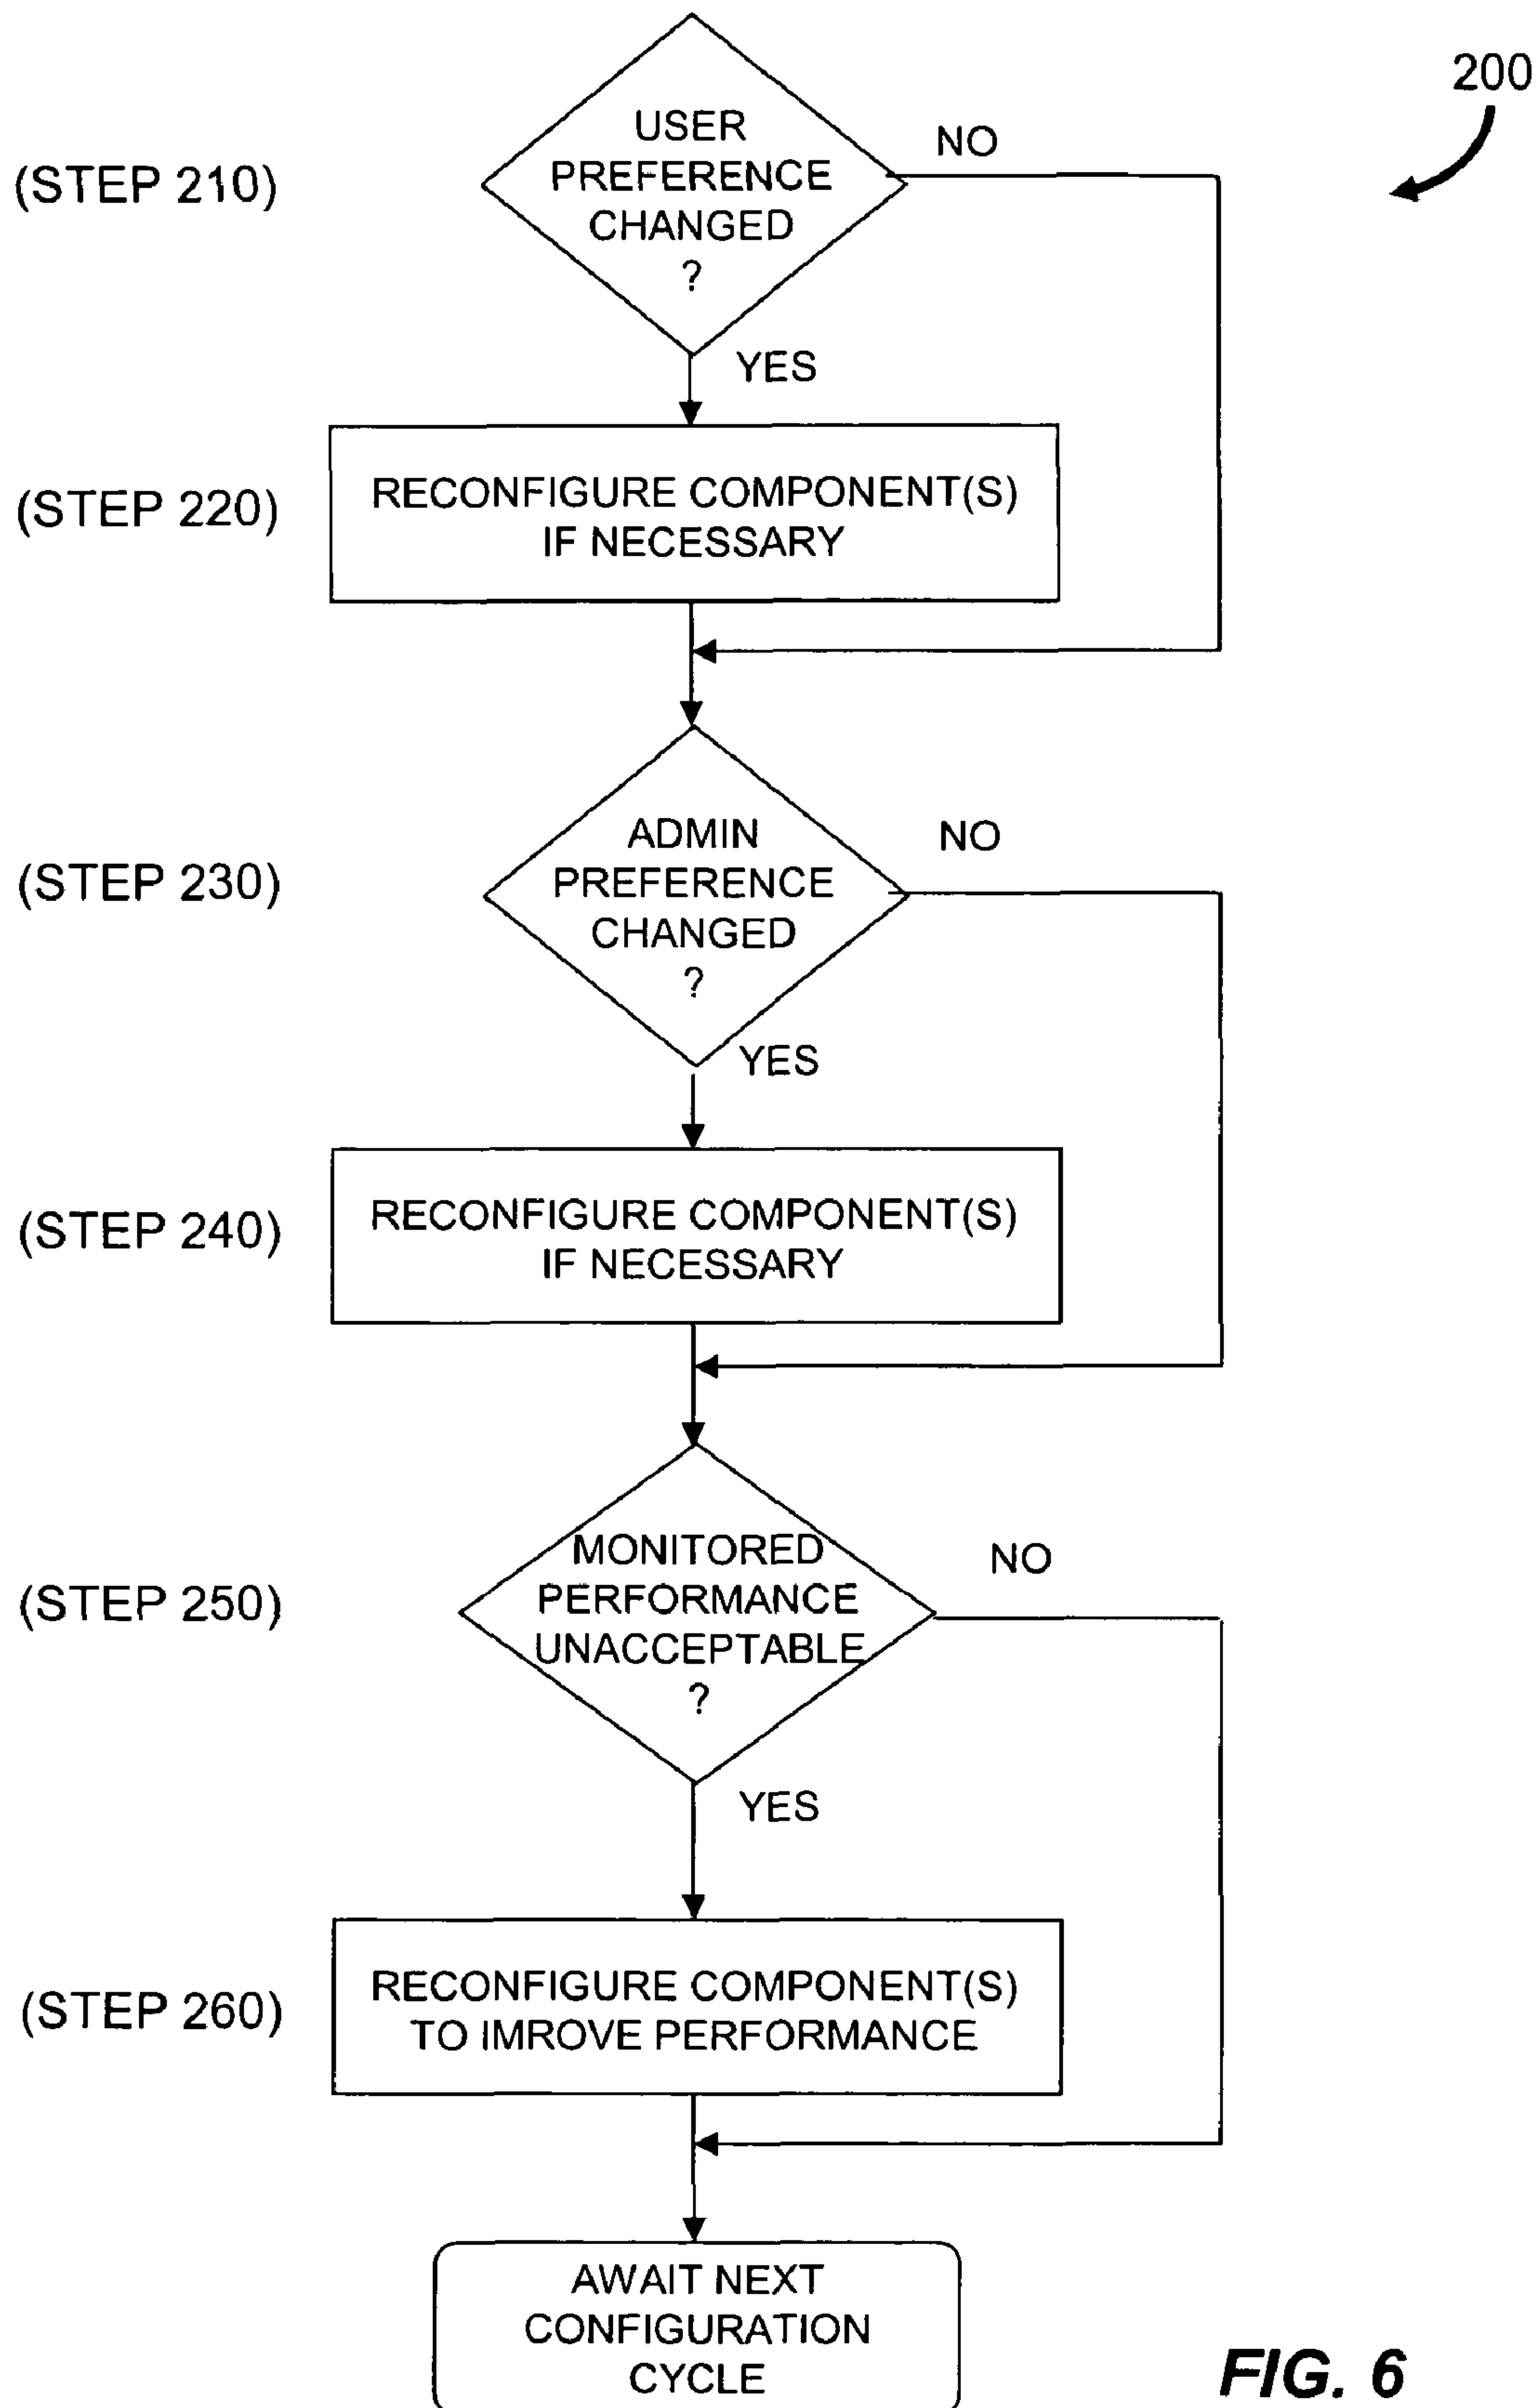 200
(STEP 210)
USER
PREFERENCE
CHANGED
?
NO
YES
(STEP 220)
RECONFIGURE COMPONENT(S)
IF NECESSARY
(STEP 230)
ADMIN
PREFERENCE
CHANGED
?
NO
YES
(STEP 240)
RECONFIGURE COMPONENT(S)
IF NECESSARY
(STEP 250)
MONITORED
PERFORMANCE
UNACCEPTABLE
?
NO
YES
(STEP 260)
RECONFIGURE COMPONENT(S)
TO IMROVE PERFORMANCE
AWAIT NEXT
CONFIGURATION
CYCLE
FIG. 6